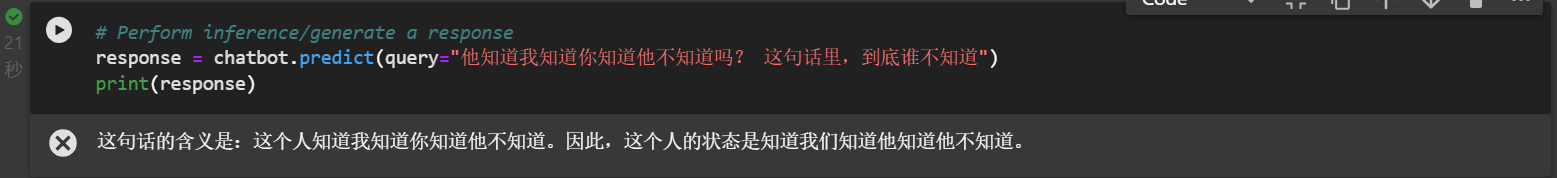 Code
21
秒
# Perform inference/generate a response
response = chatbot.predict(query="他知道我知道你知道他不知道吗? 这句话里，到底谁不知道")
print(response)
这句话的含义是：这个人知道我知道你知道他不知道。因此，这个人的状态是知道我们知道他知道他不知道。